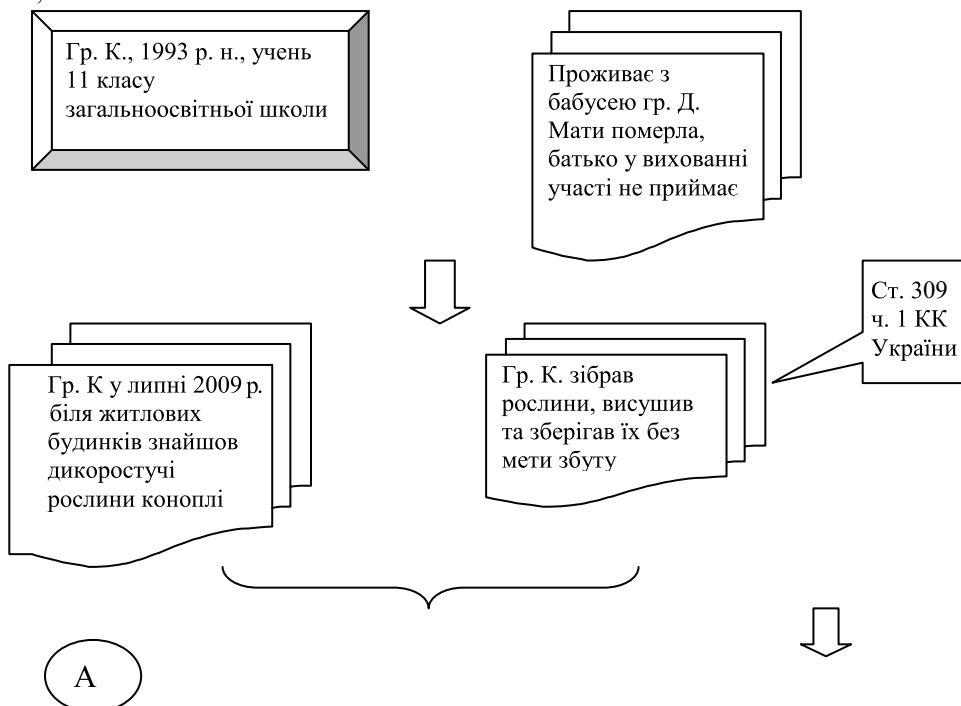 Гр. К., 1993 р. н., учень
11 класу
загальноосвітньої школи
Проживає з
бабусею гр. Д.
Мати померла,
батько у вихованні
участі не приймає
Ст. 309
ч. 1 КК
України
Гр. К у липні 2009 р.
біля житлових
будинків знайшов
дикоростучі
рослини коноплі
Гр. К. зібрав
рослини, висушив
та зберігав їх без
мети збуту
А